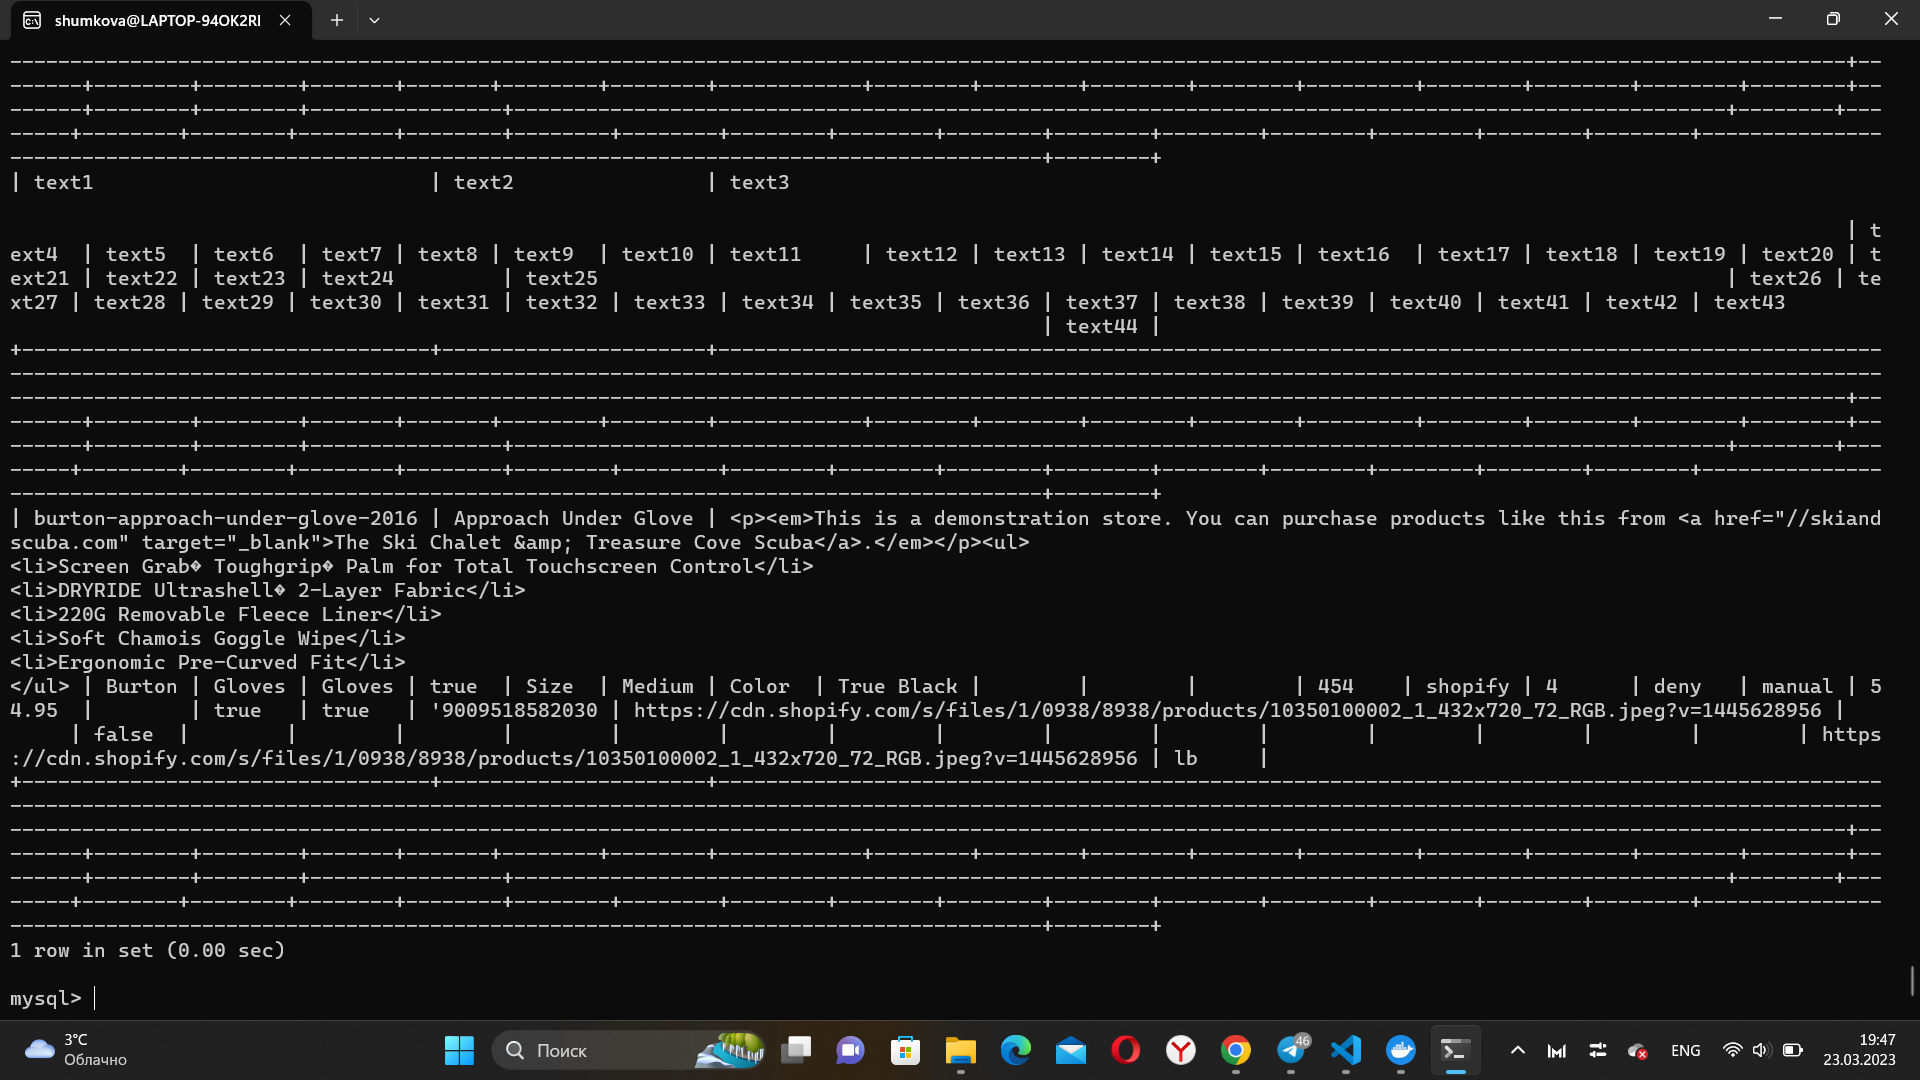 shumkova@LAPTOP-94OK2RI
| text1 | text2 | text3
| t
ext4 | text5 | text6 | text7 | text8 | text9 | text10 | text11 | text12 | text13 | text14 | text15 | text16 | text17 | text18 | text19 | text20 | t
ext21 | text22 | text23 | text24 | text25 | text26 | te
xt27 | text28 | text29 | text30 | text31 | text32 | text33 | text34 | text35 | text36 | text37 | text38 | text39 | text40 | text41 | text42 | text43
| text44 |
| burton-approach-under-glove-2016 | Approach Under Glove | <p><em>This is a demonstration store. You can purchase products like this from <a href="//skiand
scuba.com" target="_blank">The Ski Chalet &amp; Treasure Cove Scuba</a>.</em></p><ul>
<li>Screen Grab� Toughgrip� Palm for Total Touchscreen Control</li>
<li>DRYRIDE Ultrashell� 2-Layer Fabric</li>
<li>220G Removable Fleece Liner</li>
<li>Soft Chamois Goggle Wipe</li>
<li>Ergonomic Pre-Curved Fit</li>
</ul> | Burton | Gloves | Gloves | true | Size | Medium | Color | True Black | | | | 454 | shopify | 4 | deny | manual | 5
4.95 | | true | true | '9009518582030 | https://cdn.shopify.com/s/files/1/0938/8938/products/10350100002_1_432x720_72_RGB.jpeg?v=1445628956 |
| false | | | | | | | | | | | | | | | | https
://cdn.shopify.com/s/files/1/0938/8938/products/10350100002_1_432x720_72_RGB.jpeg?v=1445628956 | lb |
1 row in set (0.00 sec)
mysql>
3°C
Облачно
Поиск
46
ENG
19:47
23.03.2023